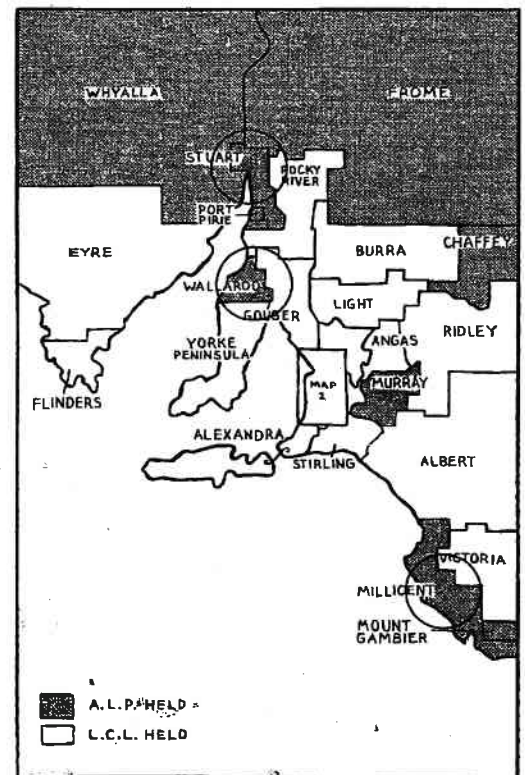 WHYALLA
FROME
STUART
ROCKY
RIVER
PORT
PIRIE
EYRE
BURRA
CHAFFEY
WALLAROO
LIGHT
GOUGER
RIDLEY
YORKE
PENINSULA
ANGAS
MAP
2
MURRAY
FLINDERS
ALEXANDRA
STIRLING
ALBERT
VICTORIA
MILLICENT
MOUNT
GAMBIER
A.L.P. HELD
L.C.L. HELD